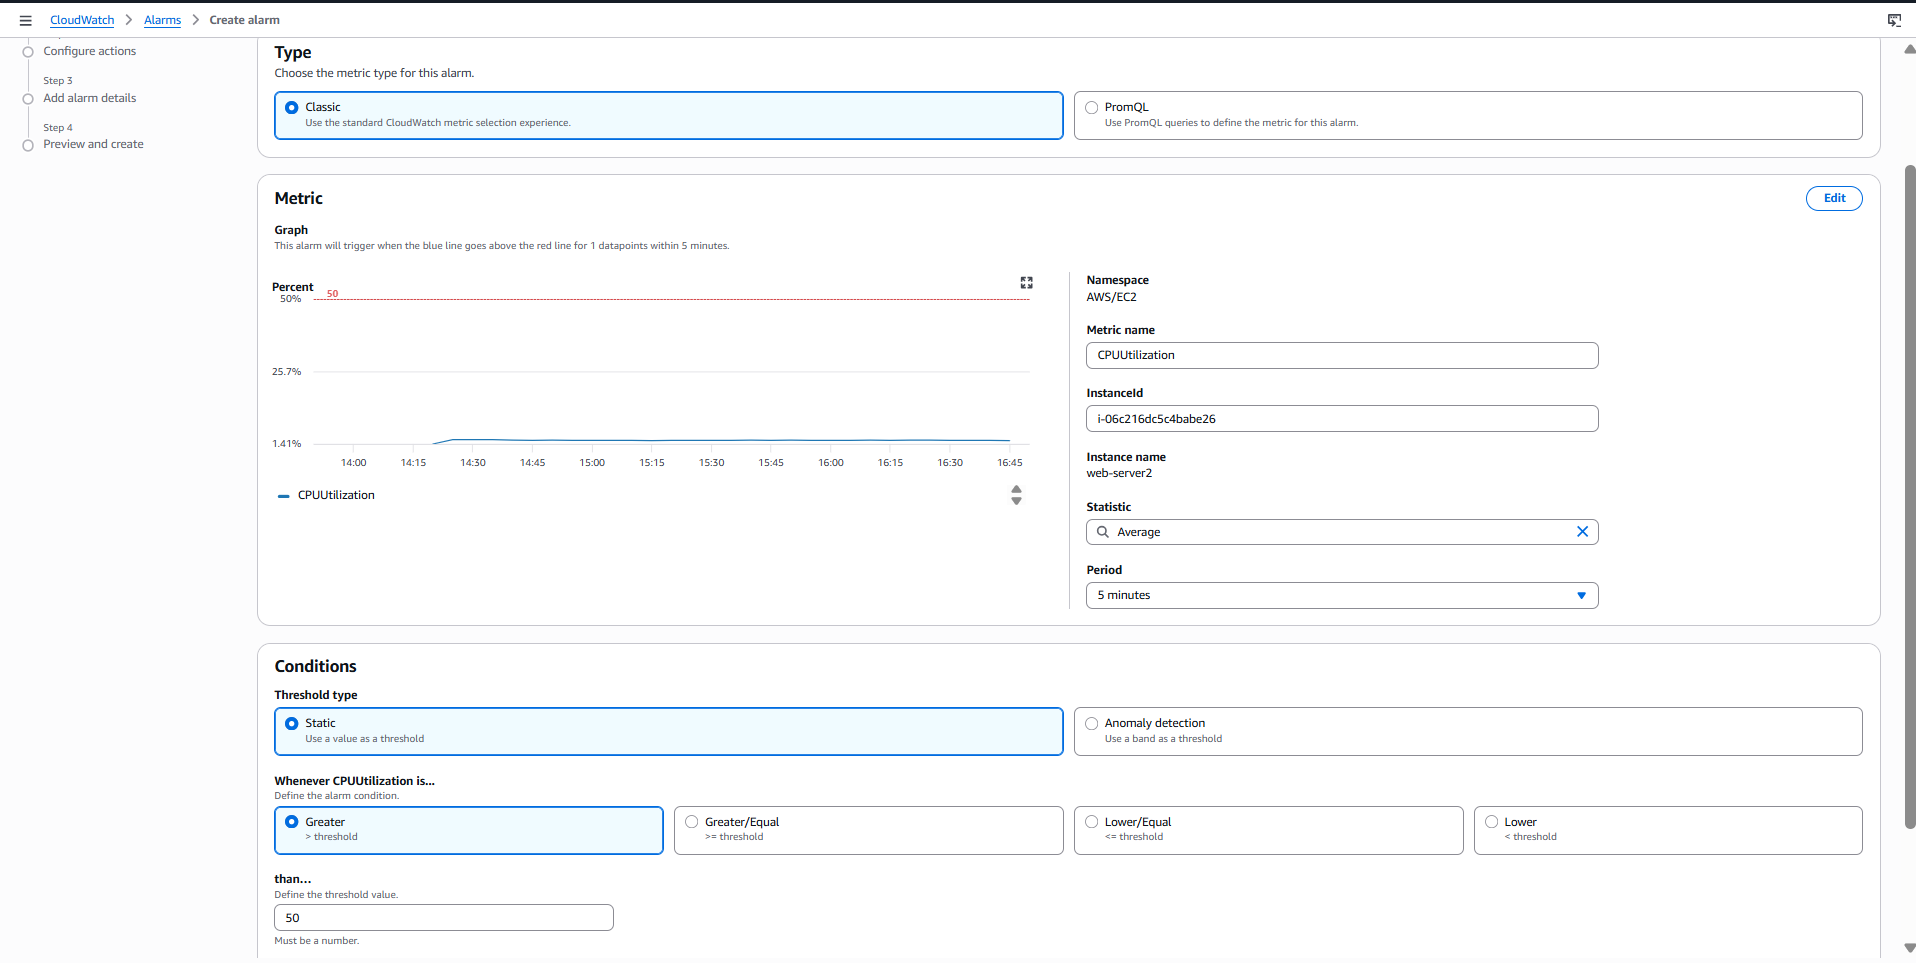 CloudWatch > Alarms > Create alarm
Configure actions
Step 3
Add alarm details
Step 4
Preview and create
Type
Choose the metric type for this alarm.
Classic
Use the standard CloudWatch metric selection experience.
PromQL
Use PromQL queries to define the metric for this alarm.
Metric
Edit
Graph
This alarm will trigger when the blue line goes above the red line for 1 datapoints within 5 minutes.
Percent
50%
50
25.7%
1.41%
14:00 14:15 14:30 14:45 15:00 15:15 15:30 15:45 16:00 16:15 16:30 16:45
CPUUtilization
Namespace
AWS/EC2
Metric name
CPUUtilization
InstanceId
i-06c216dc5c4babe26
Instance name
web-server2
Statistic
Average
Period
5 minutes
Conditions
Threshold type
Static
Use a value as a threshold
Anomaly detection
Use a band as a threshold
Whenever CPUUtilization is...
Define the alarm condition.
Greater
> threshold
Greater/Equal
>= threshold
Lower/Equal
<= threshold
Lower
< threshold
than...
Define the threshold value.
50
Must be a number.